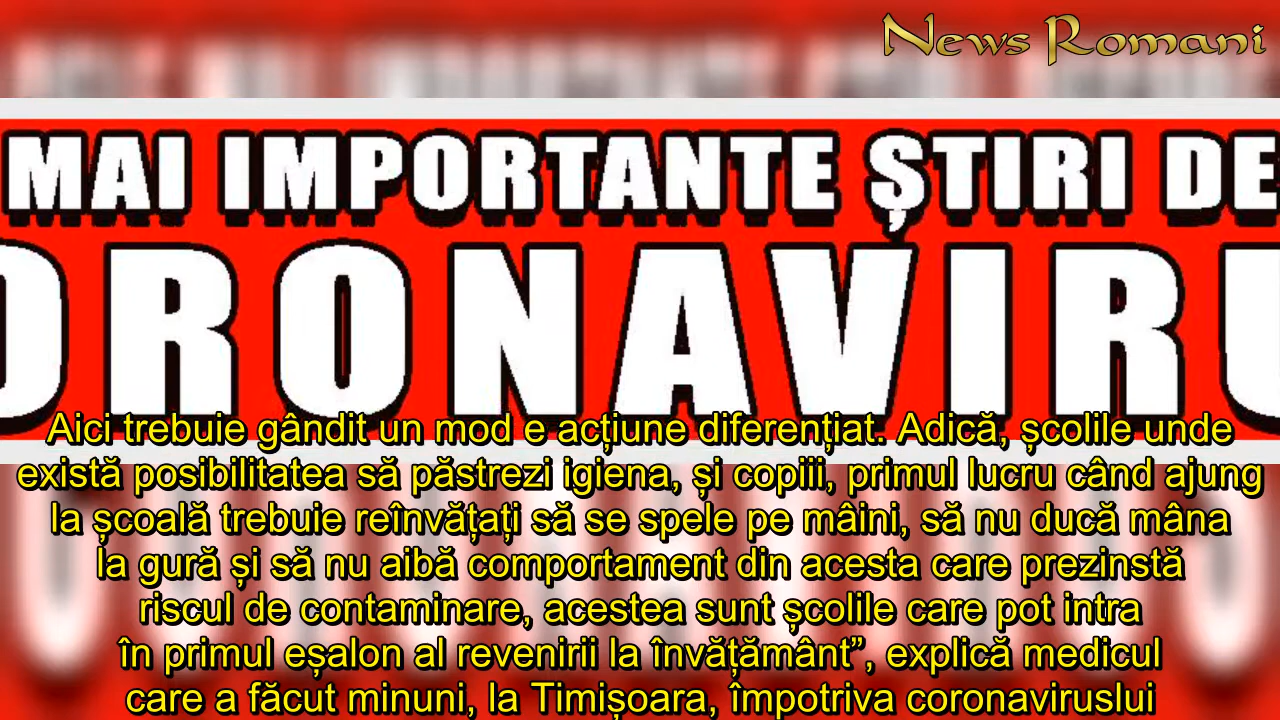 News Romani
MAI IMPORTANTE ȘTIRI DE
ORONAVIRU
Aici trebuie gândit un mod e acțiune diferențiat. Adică, școlile unde
există posibilitatea să păstrezi igiena, și copiii, primul lucru când ajung
la școală trebuie reînvățați să se spele pe mâini, să nu ducă mâna
la gură și să nu aibă comportament din acesta care prezinstă
riscul de contaminare, acestea sunt școlile care pot intra
în primul eșalon al revenirii la învățământ”, explică medicul
care a făcut minuni, la Timișoara, împotriva coronaviruslui